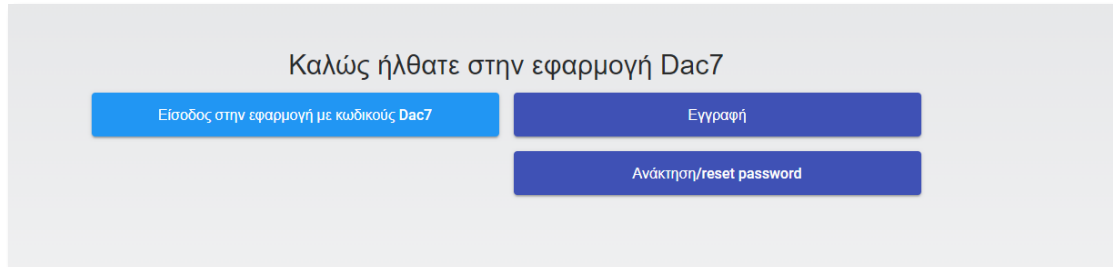 Καλώς ήλθατε στην εφαρμογή Dac7
Είσοδος στην εφαρμογή με κωδικούς Dac7
Εγγραφή
Ανάκτηση/reset password